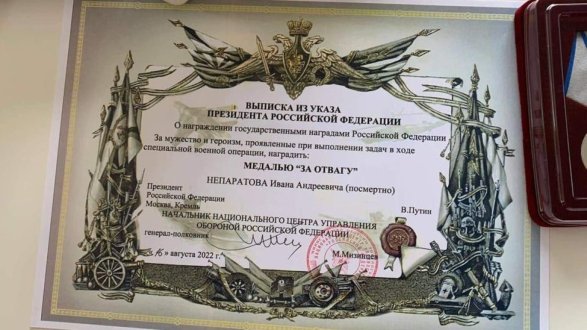 ВЫПИСКА ИЗ УКАЗА
ПРЕЗИДЕНТА РОССИЙСКОЙ ФЕДЕРАЦИИ
О награждении государственными наградами Российской Федерации
За мужество и героизм, проявленные при выполнении задач в ходе
специальной военной операции, наградить:
МЕДАЛЬЮ "ЗА ОТВАГУ"
НЕПАРАТОВА Ивана Андреевича (посмертно)
Президент
Российской Федерации
Москва, Кремль
В.Путин
НАЧАЛЬНИК НАЦИОНАЛЬНОГО ЦЕНТРА УПРАВЛЕНИЯ
ОБОРОНОЙ РОССИЙСКОЙ ФЕДЕРАЦИИ
генерал-полковник
М.Мизинцев
августа 2022 г.